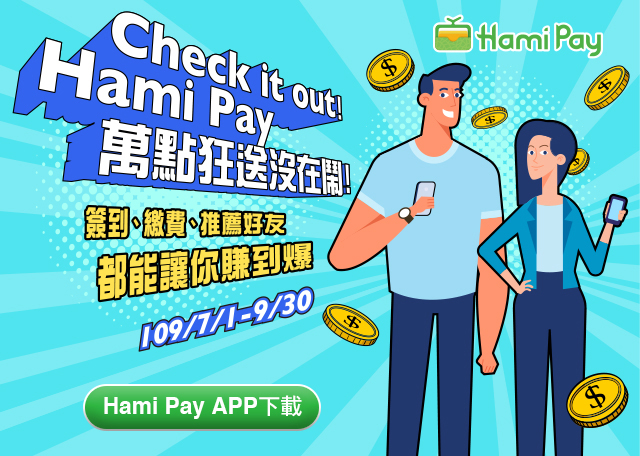 Hami Pay
Check it out!
Hami Pay
萬點狂送沒在鬧!
簽到、繳費、推薦好友
都能讓你賺到爆
109/7/1-9/30
Hami Pay APP下載